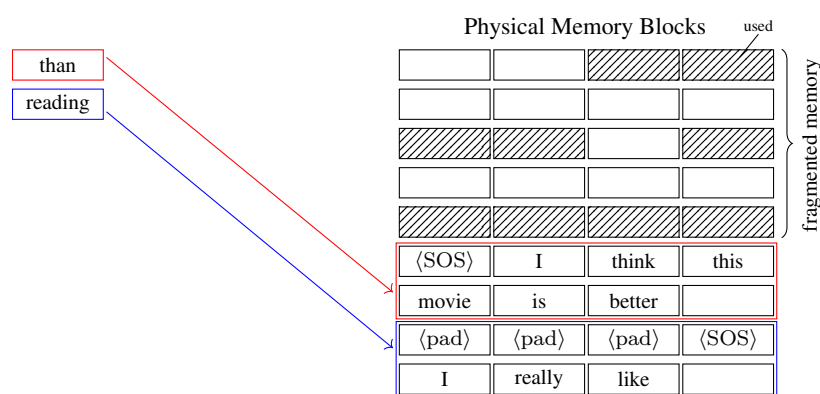 Physical Memory Blocks
used
than
reading
fragmented memory
⟨SOS⟩ I think this
movie is better
⟨pad⟩ ⟨pad⟩ ⟨pad⟩ ⟨SOS⟩
I really like